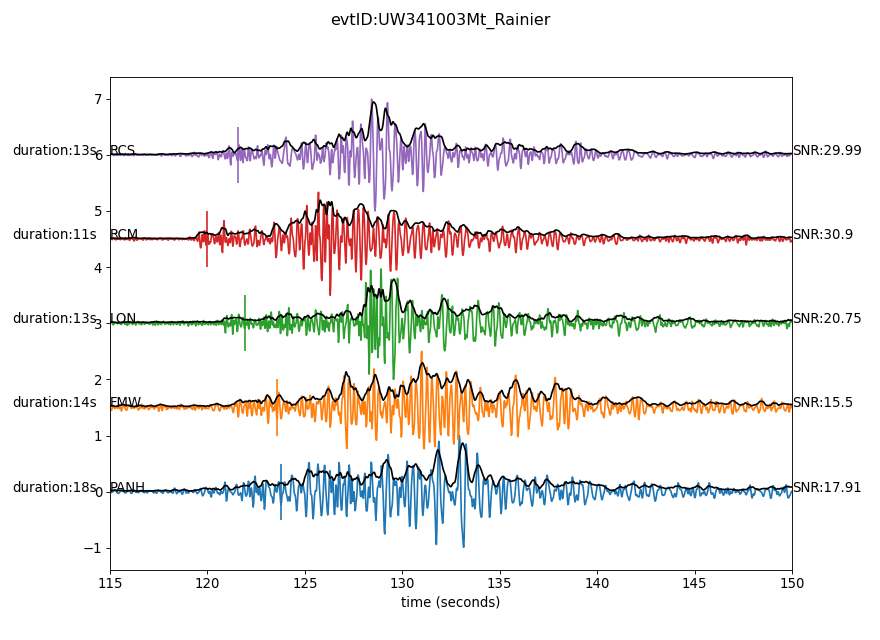 evtID:UW341003Mt_Rainier
7
duration:13s RCS SNR:29.99
6
5
duration:11s RCM SNR:30.9
4
duration:13s LON SNR:20.75
3
2
duration:14s FMW SNR:15.5
1
duration:18s PANH SNR:17.91
0
−1
115 120 125 130 135 140 145 150
time (seconds)